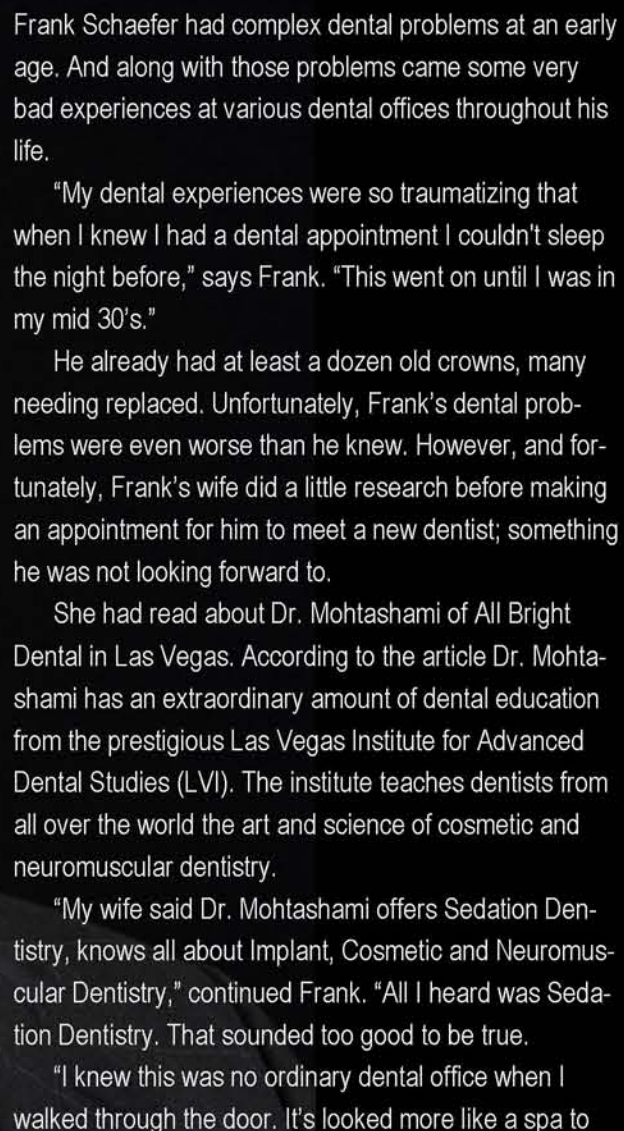 Frank Schaefer had complex dental problems at an early
age. And along with those problems came some very
bad experiences at various dental offices throughout his
life.
“My dental experiences were so traumatizing that
when I knew I had a dental appointment I couldn't sleep
the night before,” says Frank. “This went on until I was in
my mid 30’s.”
He already had at least a dozen old crowns, many
needing replaced. Unfortunately, Frank’s dental prob-
lems were even worse than he knew. However, and for-
tunately, Frank’s wife did a little research before making
an appointment for him to meet a new dentist; something
he was not looking forward to.
She had read about Dr. Mohtashami of All Bright
Dental in Las Vegas. According to the article Dr. Mohta-
shami has an extraordinary amount of dental education
from the prestigious Las Vegas Institute for Advanced
Dental Studies (LVI). The institute teaches dentists from
all over the world the art and science of cosmetic and
neuromuscular dentistry.
“My wife said Dr. Mohtashami offers Sedation Den-
tistry, knows all about Implant, Cosmetic and Neuromus-
cular Dentistry,” continued Frank. “All I heard was Seda-
tion Dentistry. That sounded too good to be true.
“I knew this was no ordinary dental office when I
walked through the door. It’s looked more like a spa to